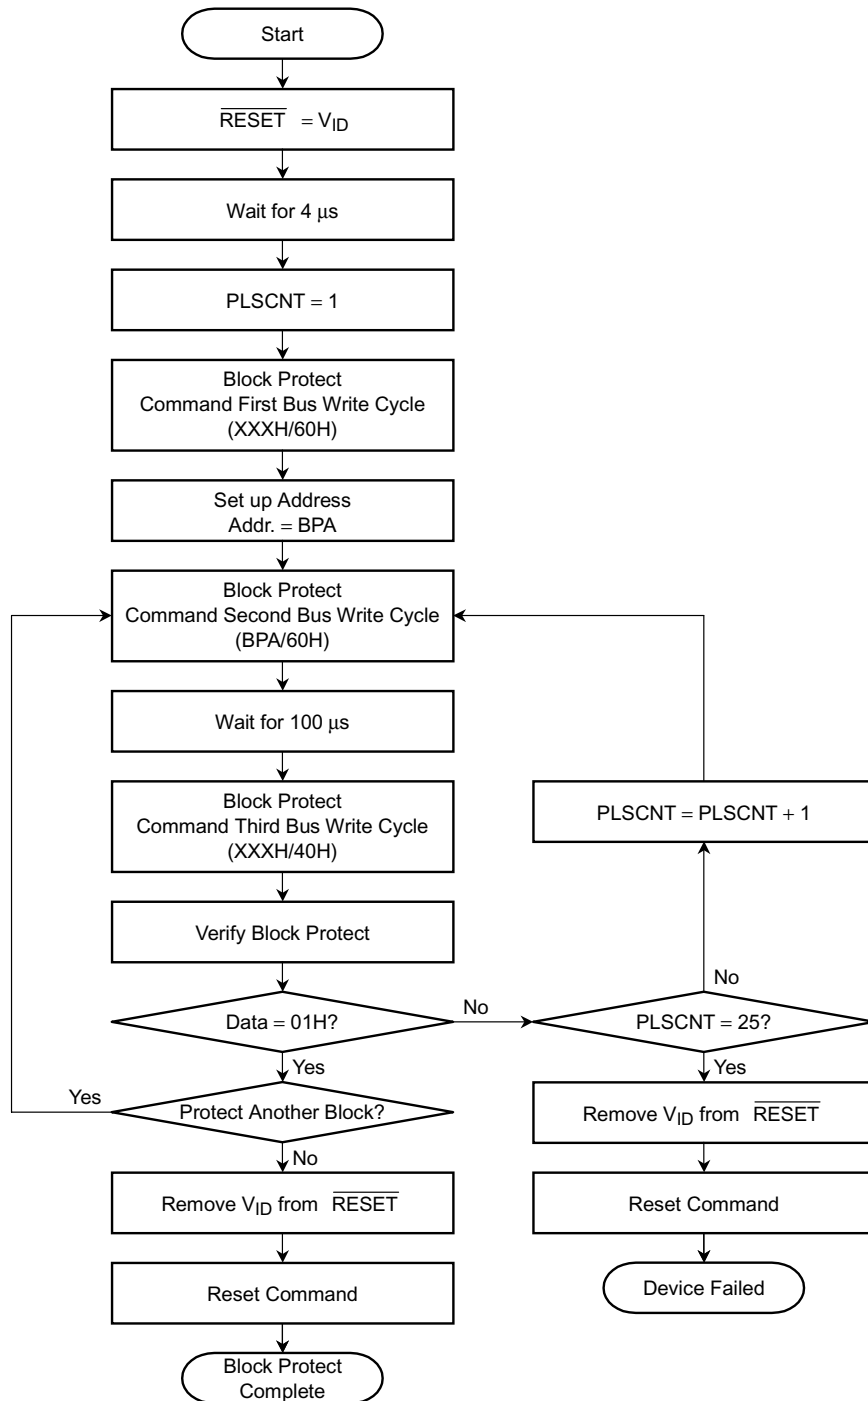 Start
RESET = VID
Wait for 4 μs
PLSCNT = 1
Block Protect
Command First Bus Write Cycle
(XXXH/60H)
Set up Address
Addr. = BPA
Block Protect
Command Second Bus Write Cycle
(BPA/60H)
Wait for 100 μs
Block Protect
Command Third Bus Write Cycle
(XXXH/40H)
PLSCNT = PLSCNT + 1
Verify Block Protect
Data = 01H?
No
PLSCNT = 25?
No
Yes
Yes
Protect Another Block?
Yes
No
Remove VID from RESET
Remove VID from RESET
Reset Command
Reset Command
Device Failed
Block Protect
Complete